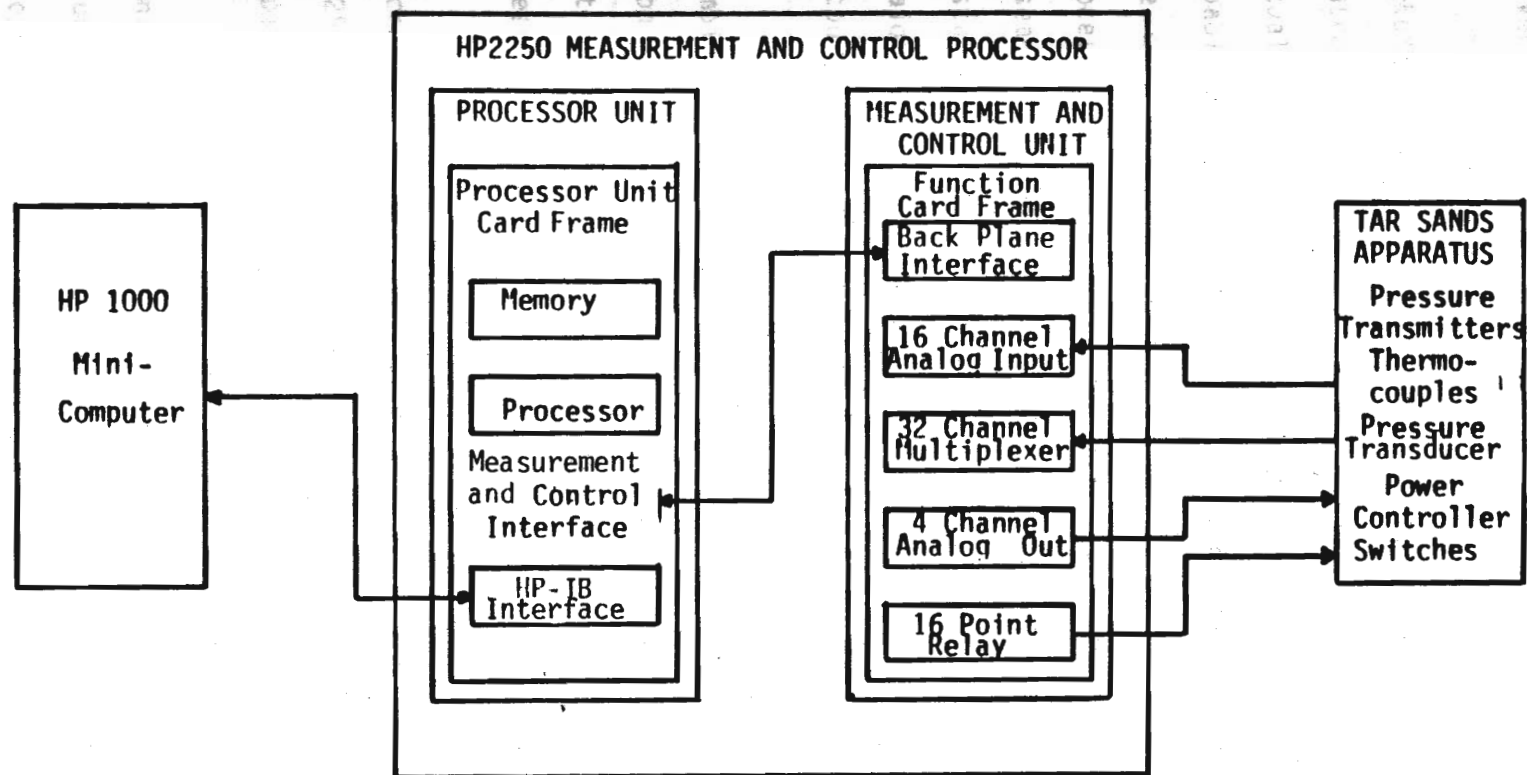 HP2250 MEASUREMENT AND CONTROL PROCESSOR
HP 1000
Mini-
Computer
PROCESSOR UNIT
Processor Unit
Card Frame
Memory
Processor
Measurement
and Control
Interface
HP-IB
Interface
MEASUREMENT AND
CONTROL UNIT
Function
Card Frame
Back Plane
Interface
16 Channel
Analog Input
32 Channel
Multiplexer
4 Channel
Analog Out
16 Point
Relay
TAR SANDS
APPARATUS
Pressure
Transmitters
Thermo-
couples
Pressure
Transducer
Power
Controller
Switches